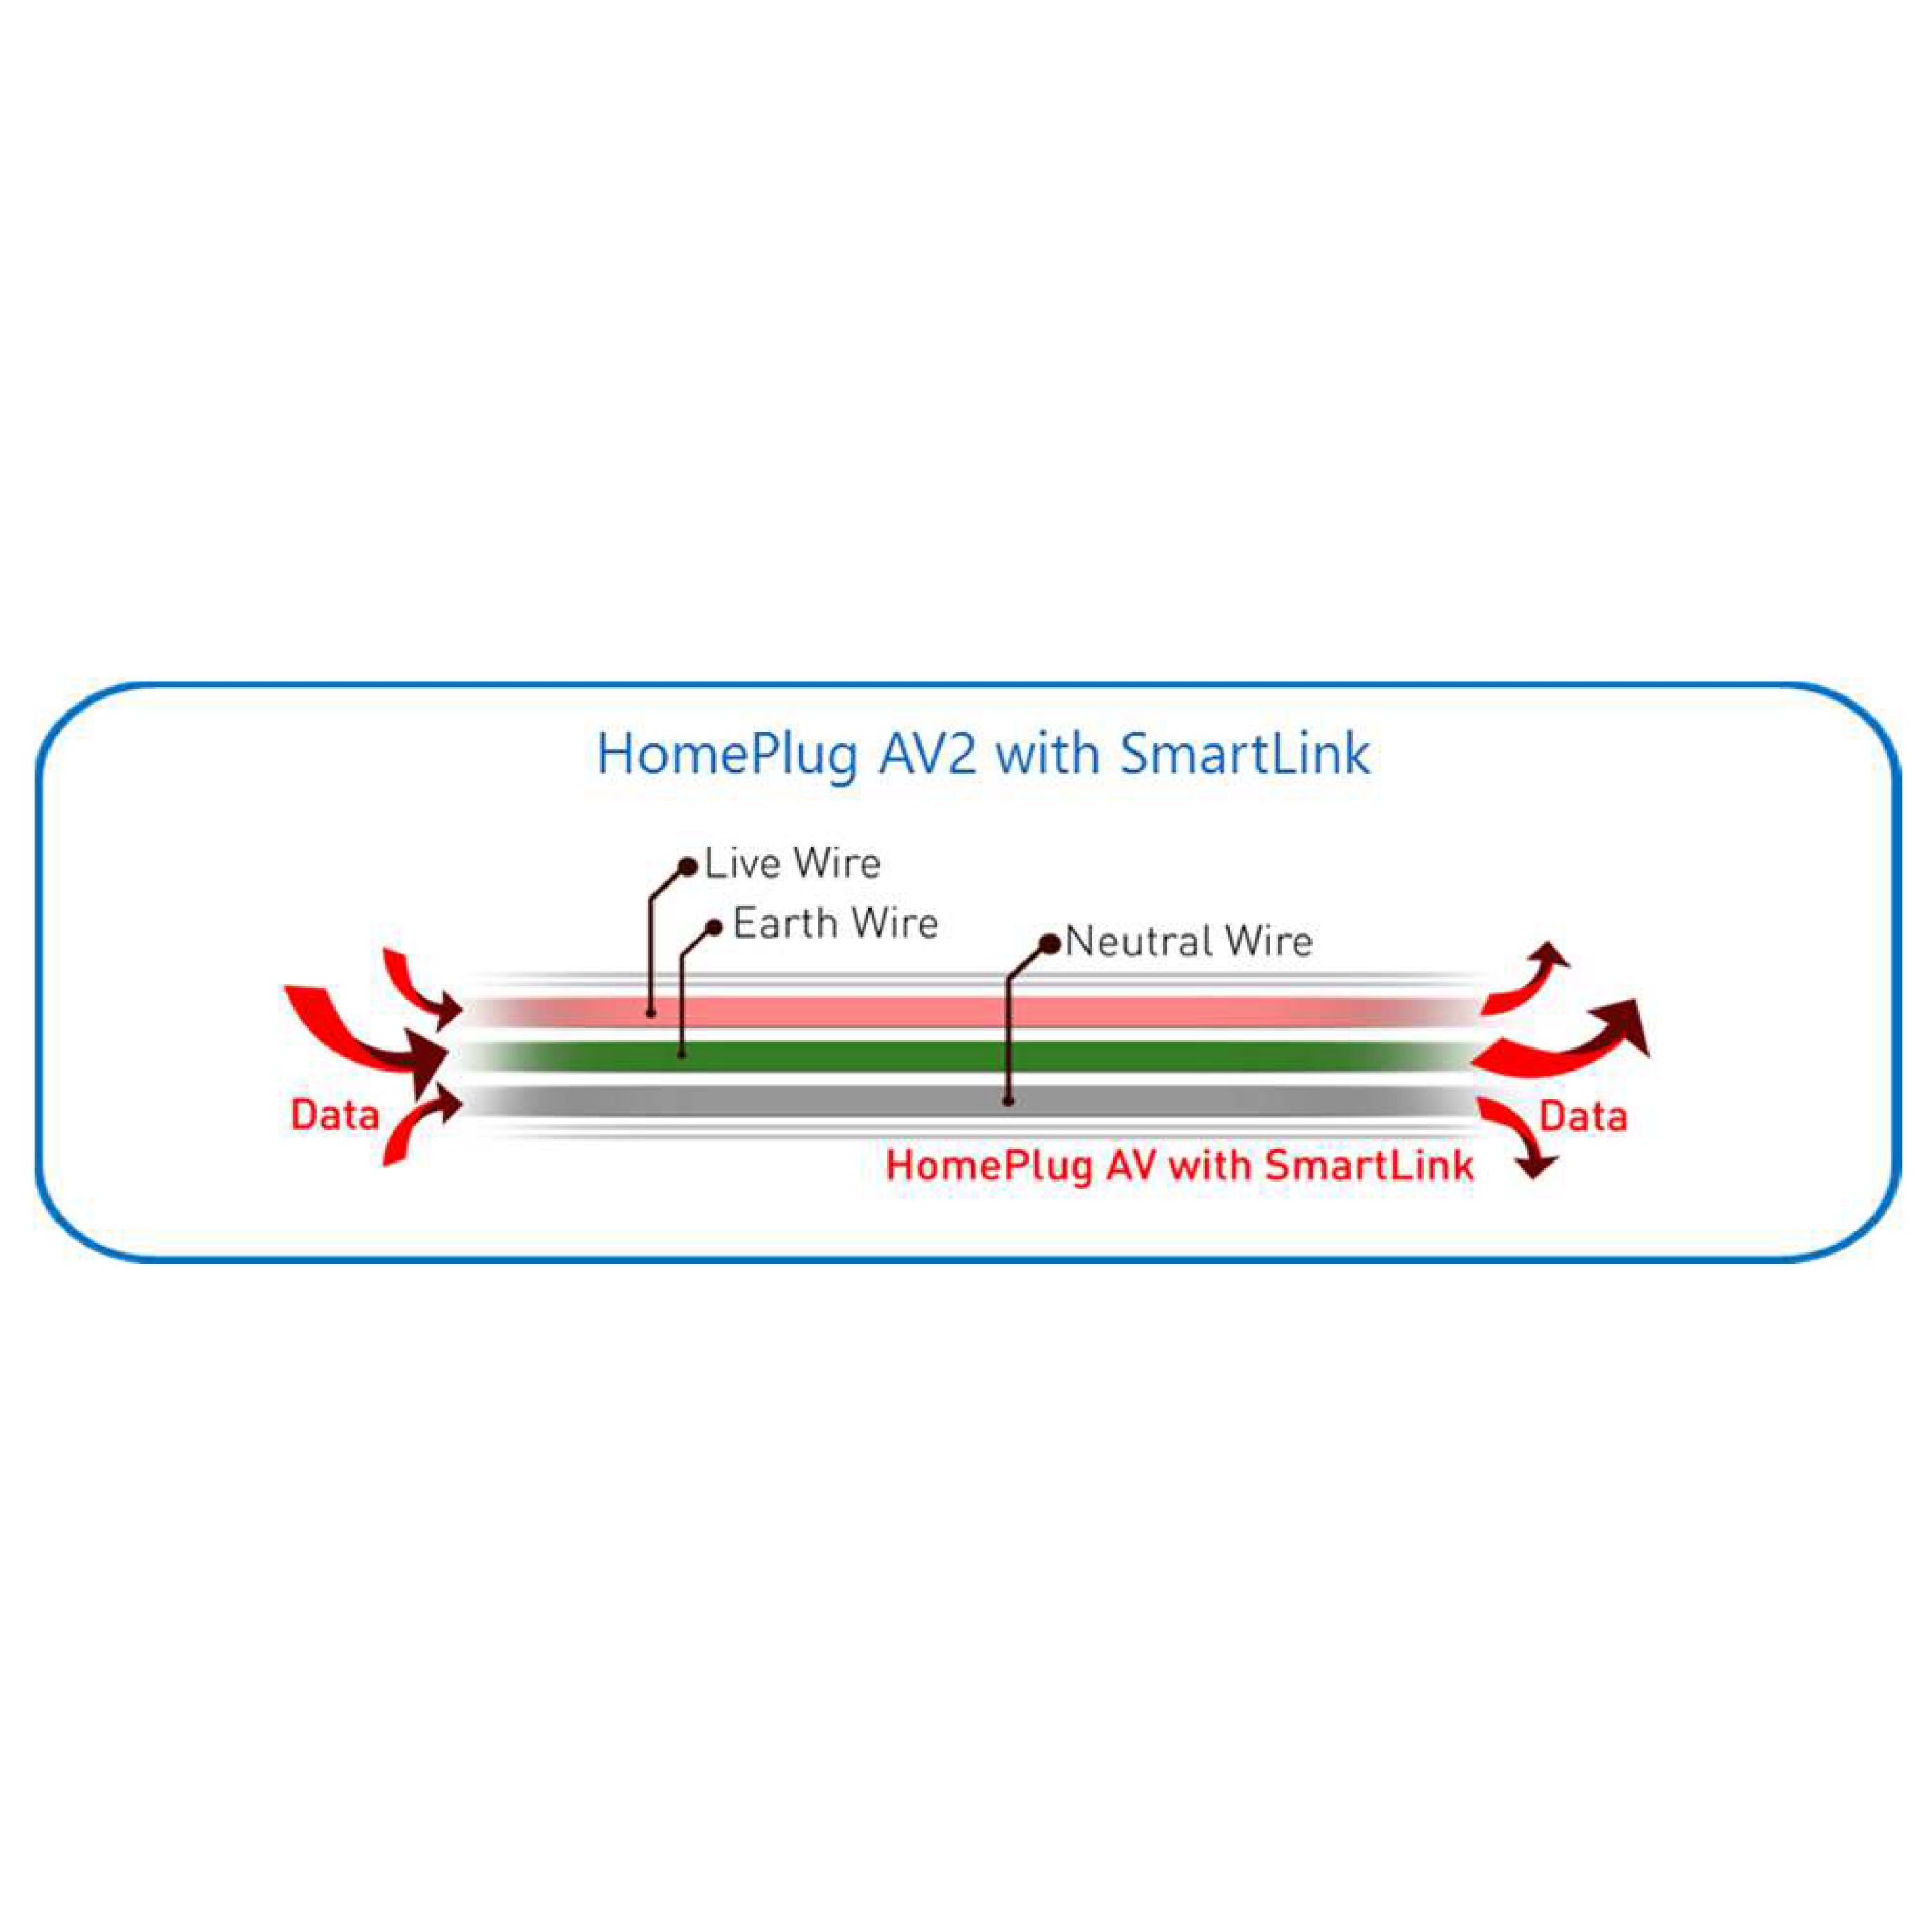 HomePlug AV2 with SmartLink
Live Wire
Earth Wire
Neutral Wire
Data
Data
HomePlug AV with SmartLink